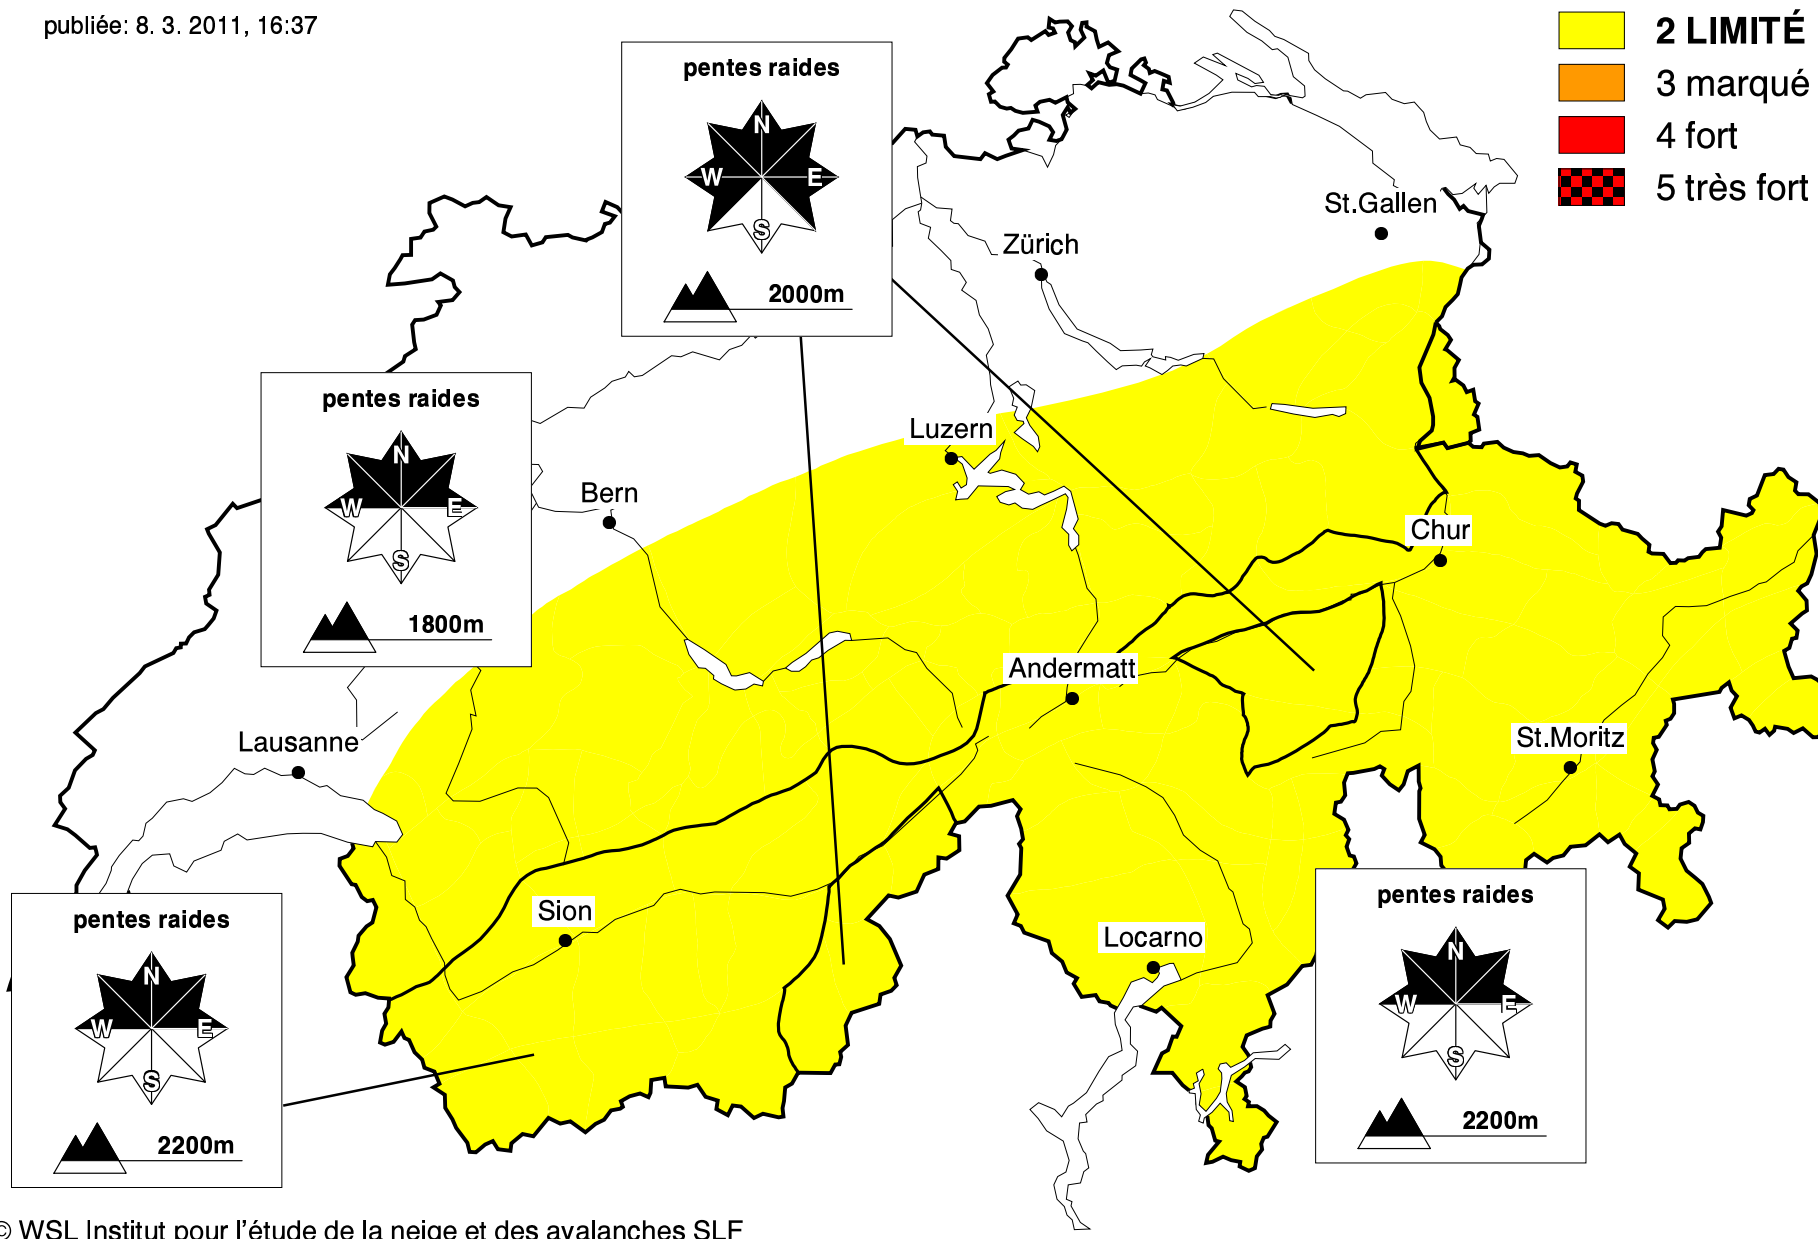 publiée: 8. 3. 2011, 16:37
2 LIMITÉ
3 marqué
4 fort
5 très fort
pentes raides
N
W
E
S
2000m
St.Gallen
Zürich
pentes raides
N
W
E
S
1800m
Luzern
Bern
Chur
Andermatt
St.Moritz
Lausanne
Sion
Locarno
pentes raides
N
W
E
S
2200m
pentes raides
N
W
E
S
2200m
© WSL Institut pour l'étude de la neige et des avalanches SLF